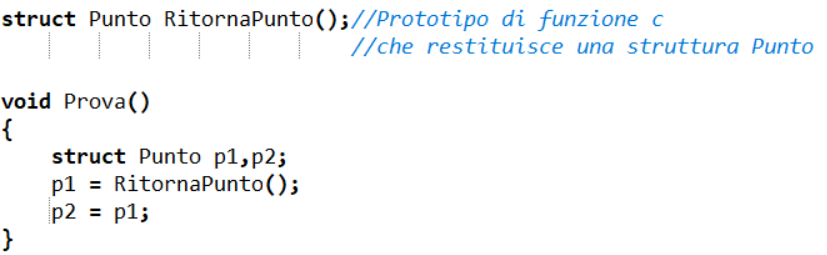 struct Punto RitornaPunto();//Prototipo di funzione c
//che restituisce una struttura Punto
void Prova()
{
struct Punto p1,p2;
p1 = RitornaPunto();
p2 = p1;
}